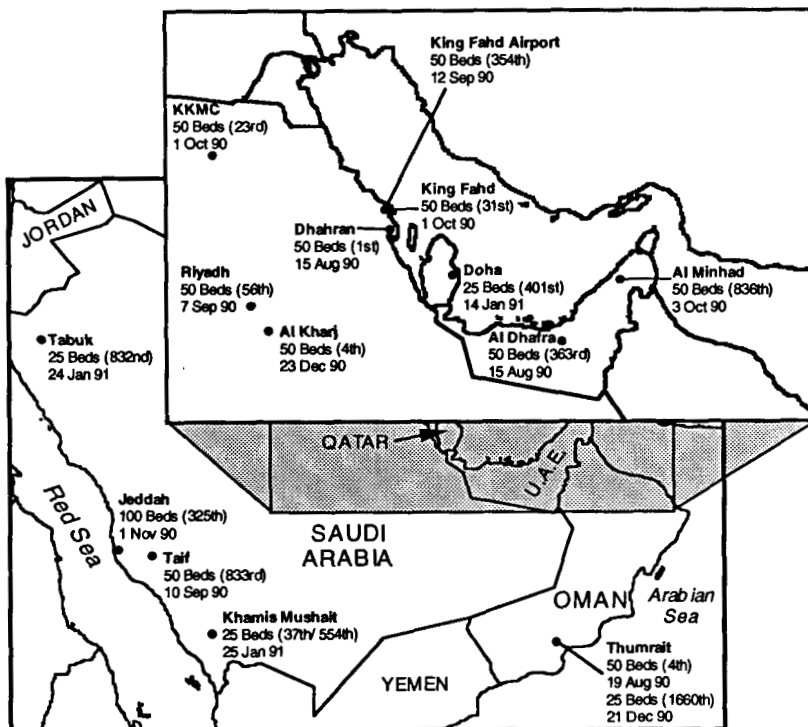 King Fahd Airport
50 Beds (354th)
12 Sep 90
KKMC
50 Beds (23rd)
1 Oct 90
King Fahd
50 Beds (31st)
1 Oct 90
Dhahran
50 Beds (1st)
15 Aug 90
JORDAN
Riyadh
50 Beds (56th)
7 Sep 90
Doha
25 Beds (401st)
14 Jan 91
Al Minhad
50 Beds (836th)
3 Oct 90
Al Kharj
50 Beds (4th)
23 Dec 90
Al Dhafra
50 Beds (363rd)
15 Aug 90
Tabuk
25 Beds (832nd)
24 Jan 91
QATAR
U.A.E.
Red Sea
Jeddah
100 Beds (325th)
1 Nov 90
Taif
50 Beds (833rd)
10 Sep 90
SAUDI
ARABIA
Khamis Mushait
25 Beds (37th/ 554th)
25 Jan 91
OMAN
Arabian
Sea
YEMEN
Thumrait
50 Beds (4th)
19 Aug 90
25 Beds (1660th)
21 Dec 90